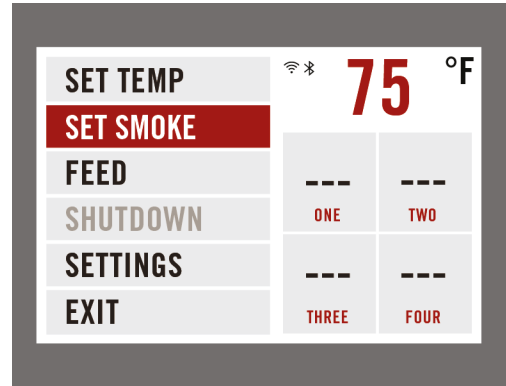 SET TEMP
SET SMOKE
FEED
SHUTDOWN
SETTINGS
EXIT
75 °F
--- ---
ONE TWO
--- ---
THREE FOUR